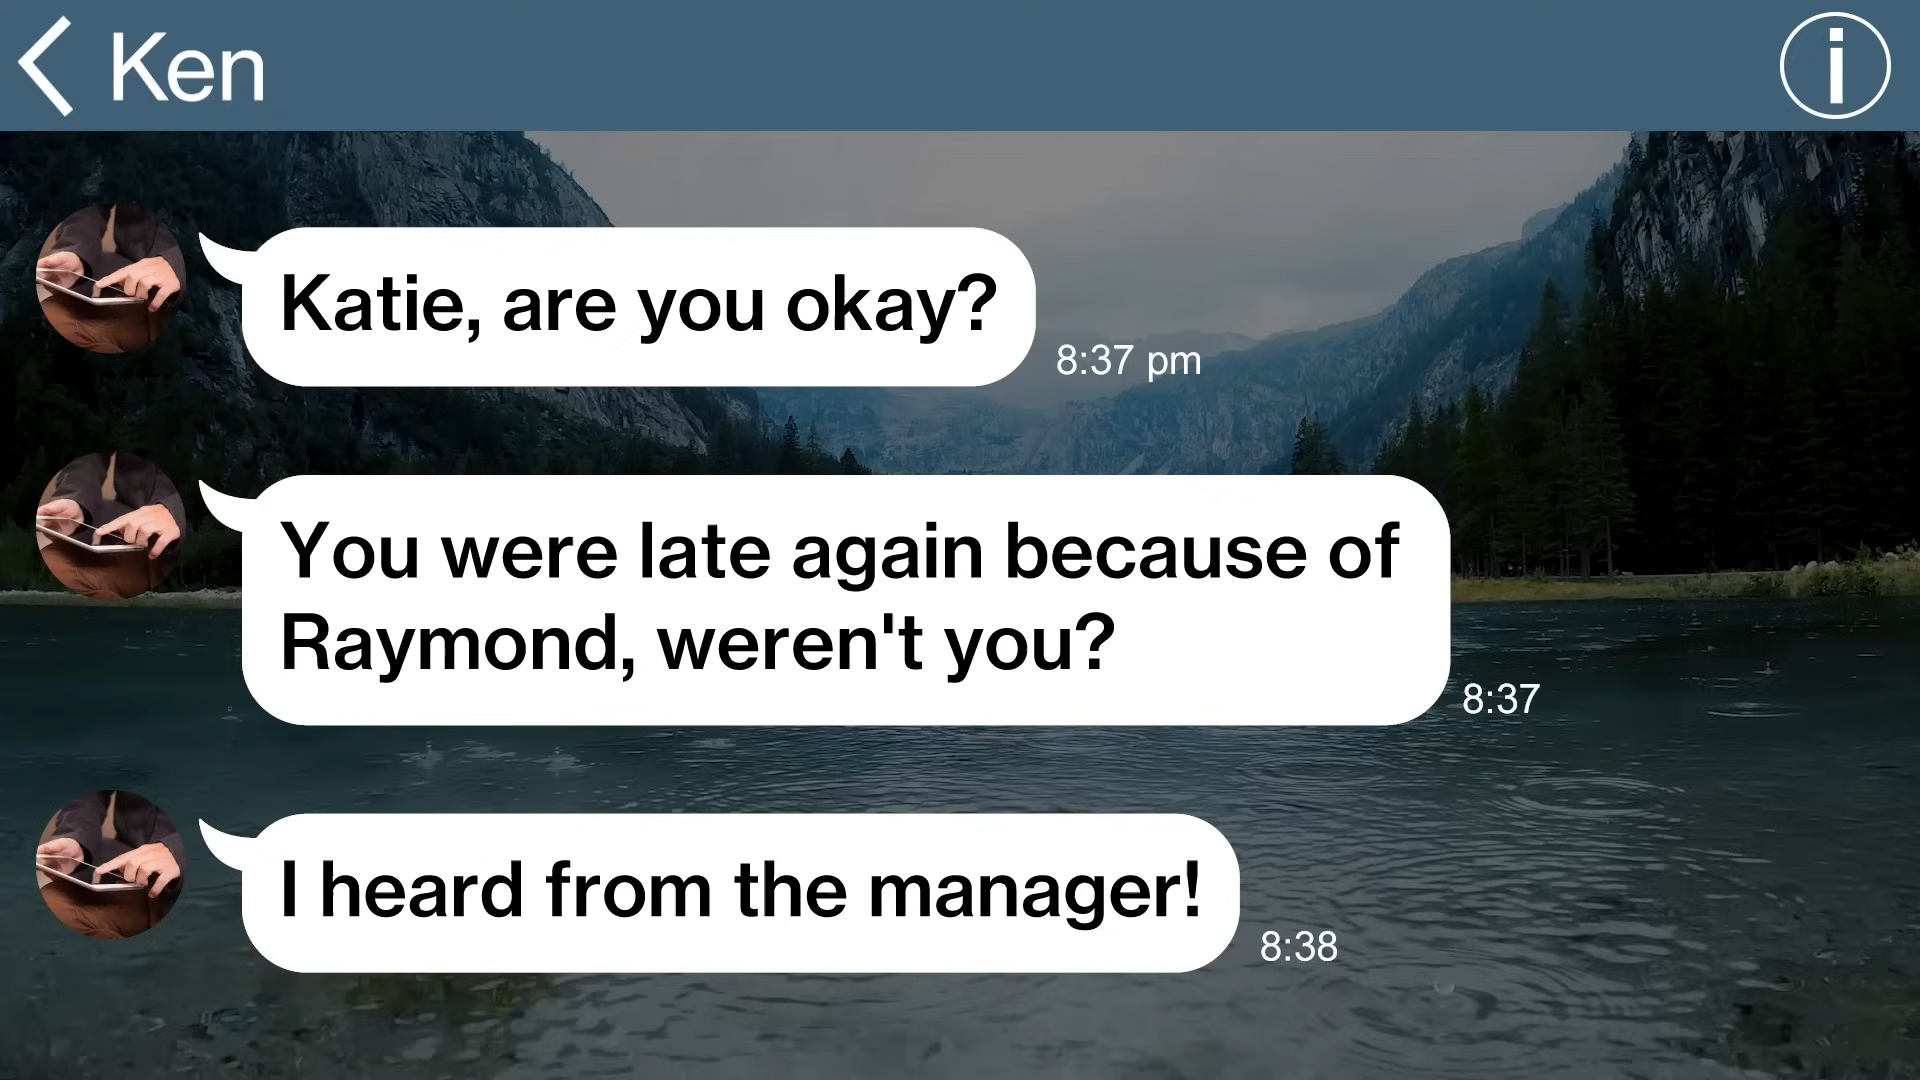 Ken
i
Katie, are you okay?
8:37 pm
You were late again because of
Raymond, weren't you?
8:37
I heard from the manager!
8:38